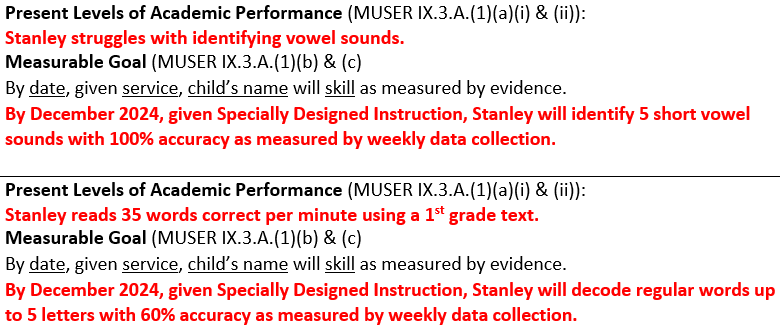 Present Levels of Academic Performance (MUSER IX.3.A.(1)(a)(i) & (ii)):
Stanley struggles with identifying vowel sounds.
Measurable Goal (MUSER IX.3.A.(1)(b) & (c)
By date, given service, child's name will skill as measured by evidence.
By December 2024, given Specially Designed Instruction, Stanley will identify 5 short vowel
sounds with 100% accuracy as measured by weekly data collection.
Present Levels of Academic Performance (MUSER IX.3.A.(1)(a)(i) & (ii)):
Stanley reads 35 words correct per minute using a 1st grade text.
Measurable Goal (MUSER IX.3.A.(1)(b) & (c)
By date, given service, child's name will skill as measured by evidence.
By December 2024, given Specially Designed Instruction, Stanley will decode regular words up
to 5 letters with 60% accuracy as measured by weekly data collection.